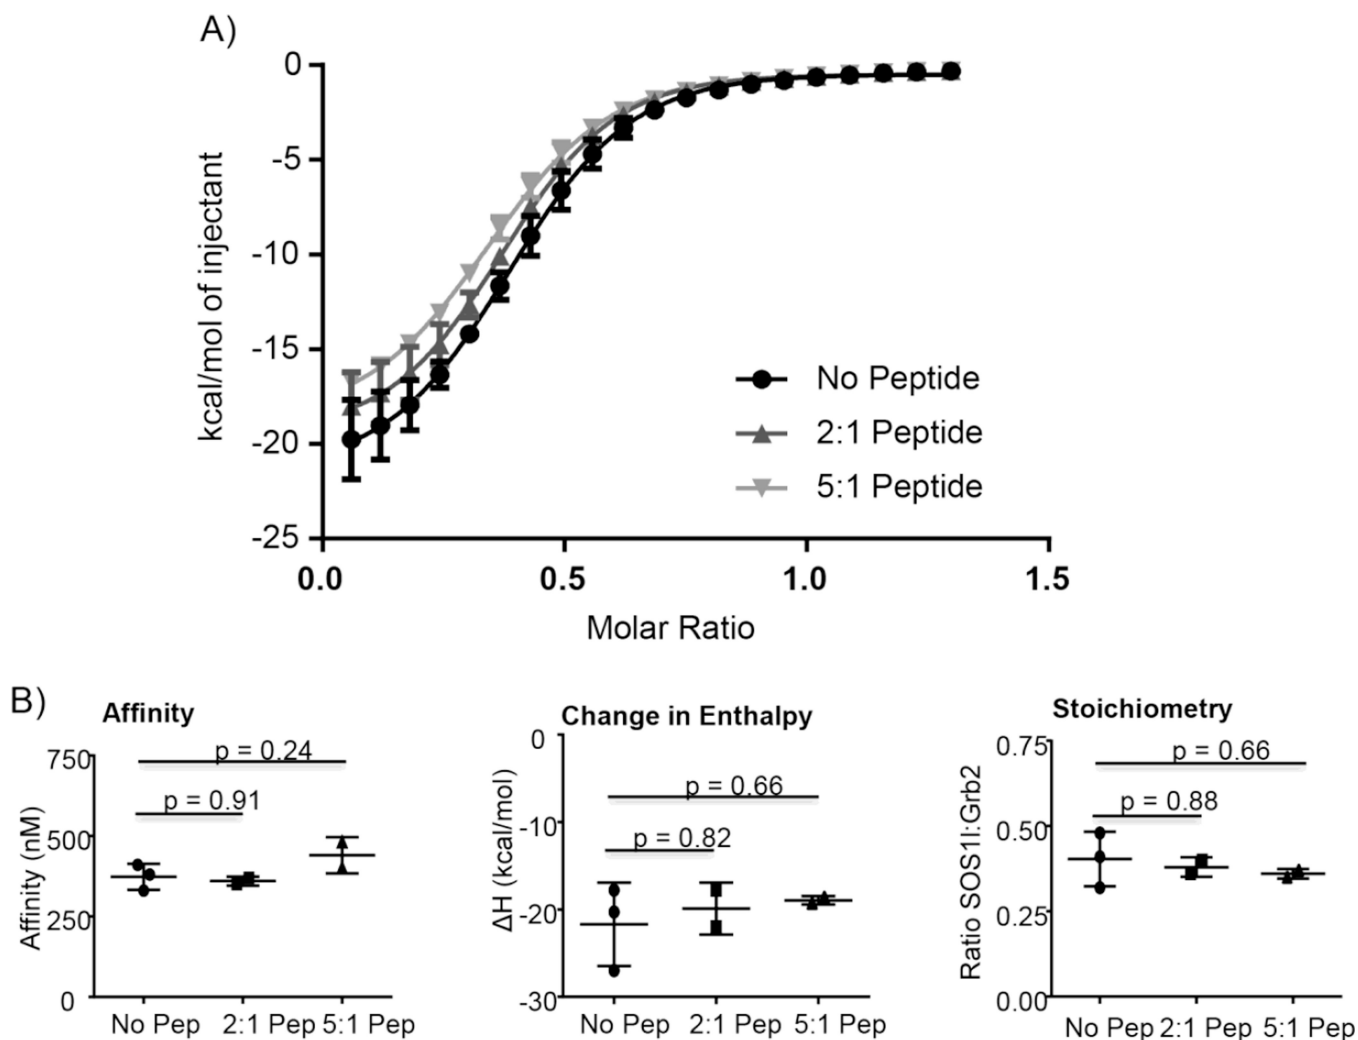 A)
0
-5
-10
-15
-20
-25
kcal/mol of injectant
No Peptide
2:1 Peptide
5:1 Peptide
0.0 0.5 1.0 1.5
Molar Ratio
B)
Affinity
750
500
250
0
Affinity (nM)
p = 0.24
p = 0.91
No Pep 2:1 Pep 5:1 Pep
Change in Enthalpy
0
-10
-20
-30
ΔH (kcal/mol)
p = 0.66
p = 0.82
No Pep 2:1 Pep 5:1 Pep
Stoichiometry
0.75
0.50
0.25
0.00
Ratio SOS1l:Grb2
p = 0.66
p = 0.88
No Pep 2:1 Pep 5:1 Pep